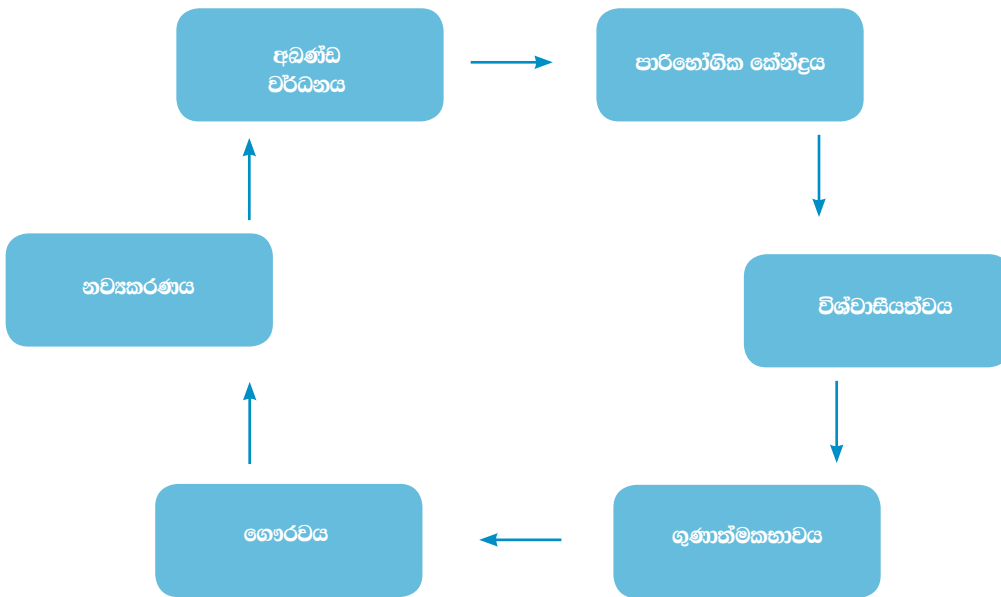 අඛණ්ඩ
වර්ධනය
පාරිභෝගික කේන්ද්‍රය
විශ්වාසීයත්වය
ගුණාත්මකභාවය
ගෞරවය
නව්‍යකරණය